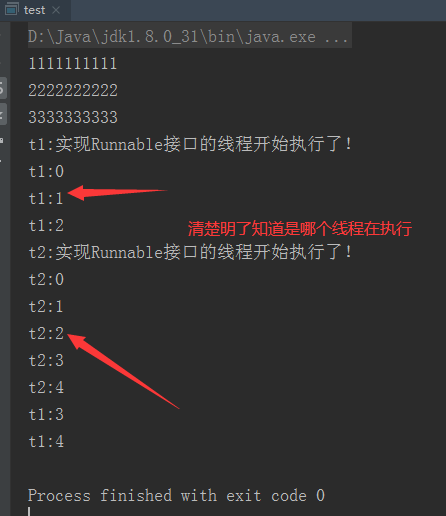 test
D:\Java\jdk1.8.0_31\bin\java.exe ...
1111111111
2222222222
3333333333
t1:实现Runnable接口的线程开始执行了!
t1:0
t1:1
t1:2
清楚明了知道是哪个线程在执行
t2:实现Runnable接口的线程开始执行了!
t2:0
t2:1
t2:2
t2:3
t2:4
t1:3
t1:4
Process finished with exit code 0